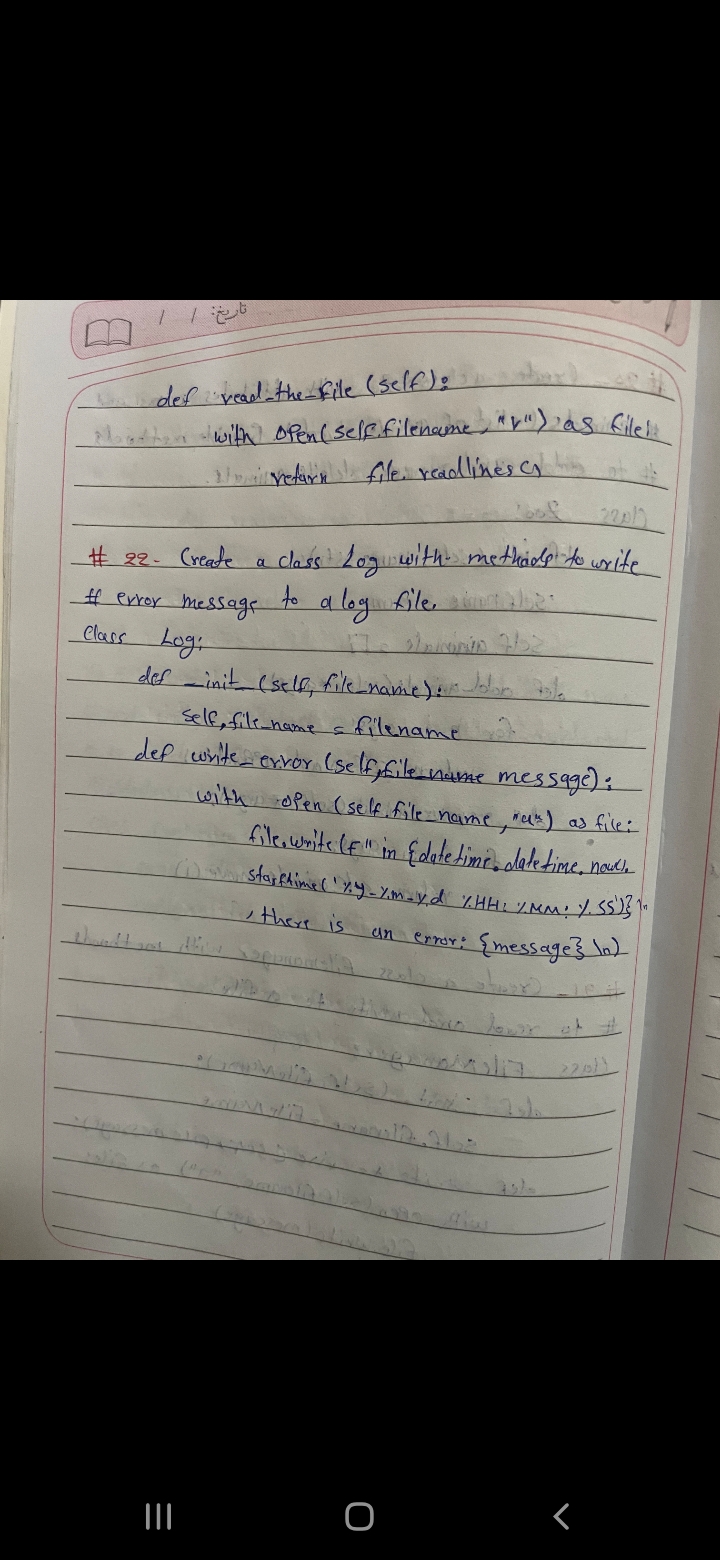 تاریخ: / /
def read_the_file (self):
with open(self.filename, "r") as file:
return file.readlines()
# 22- Create a class Log with methods to write
# error message to a log file.
Class Log:
def _init_ (self, file_name):
self.file_name = filename
def write_error (self, file_name message):
with open (self.file_name, "a") as file:
file.write(f" in {datetime.datetime.now().
('%y-%m-%d %HH: %MM: %SS')}\n
, there is an error: {message} \n)